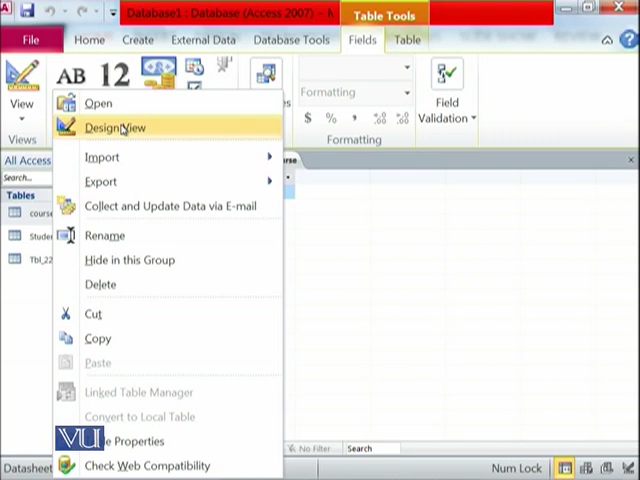 Database1 : Database (Access 2007) -
Table Tools
File Home Create External Data Database Tools Fields Table
AB 12
View
Views
Formatting
$ % ,
Formatting
Field
Validation
All Access
Search...
Tables
cours
Stude
Tbl_22
Open
Design View
Import
Export
Collect and Update Data via E-mail
Rename
Hide in this Group
Delete
Cut
Copy
Paste
Linked Table Manager
Convert to Local Table
Properties
Check Web Compatibility
VU
No Filter Search
Datasheet
Num Lock